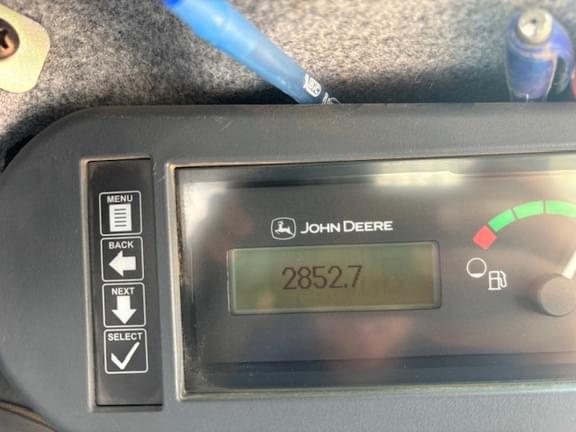 MENU
BACK
NEXT
SELECT
JOHN DEERE
2852.7